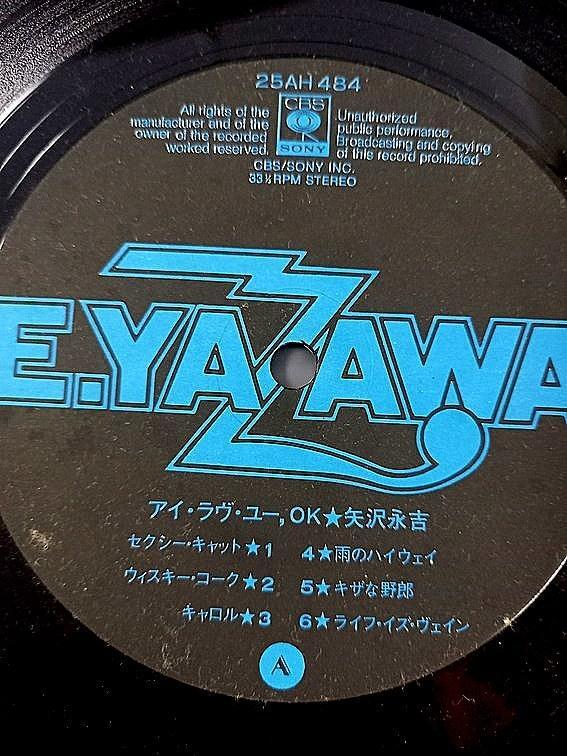 25AH 484
All rights of the
manufacturer and of the
owner of the recorded
worked reserved.
CBS
SONY
Unauthorized
public performance,
Broadcasting and copying
of this record prohibited.
CBS/SONY INC.
33⅓RPM STEREO
E.YAZAWA
アイ・ラヴ・ユー,OK★矢沢永吉
セクシー・キャット★1
ウィスキー・コーク★2
キャロル★3
4★雨のハイウェイ
5★キザな野郎
6★ライフ・イズ・ヴェイン
A